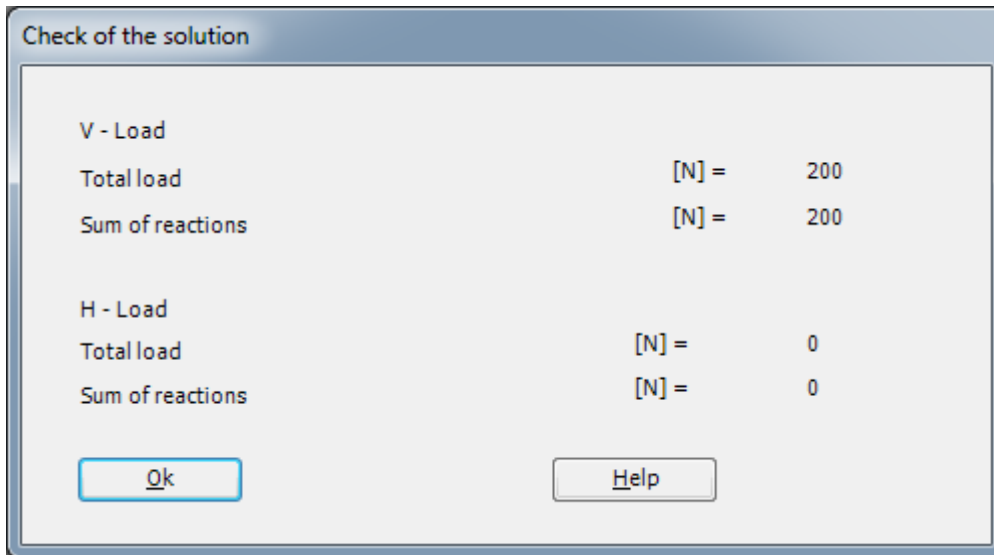 Check of the solution
V - Load
Total load [N] = 200
Sum of reactions [N] = 200
H - Load
Total load [N] = 0
Sum of reactions [N] = 0
Ok Help